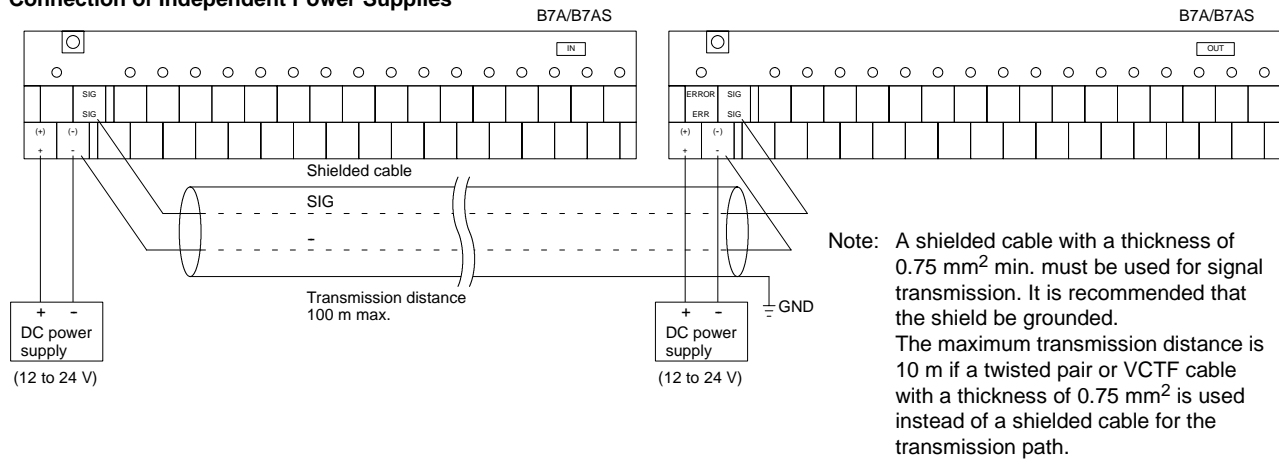 Connection of Independent Power Supplies
B7A/B7AS
B7A/B7AS
IN
OUT
SIG
SIG
(+) (-)
+ -
ERROR SIG
ERR SIG
(+) (-)
+ -
Shielded cable
SIG
-
Transmission distance
100 m max.
+ -
DC power
supply
(12 to 24 V)
+ -
DC power
supply
(12 to 24 V)
GND
Note: A shielded cable with a thickness of
0.75 mm2 min. must be used for signal
transmission. It is recommended that
the shield be grounded.
The maximum transmission distance is
10 m if a twisted pair or VCTF cable
with a thickness of 0.75 mm2 is used
instead of a shielded cable for the
transmission path.